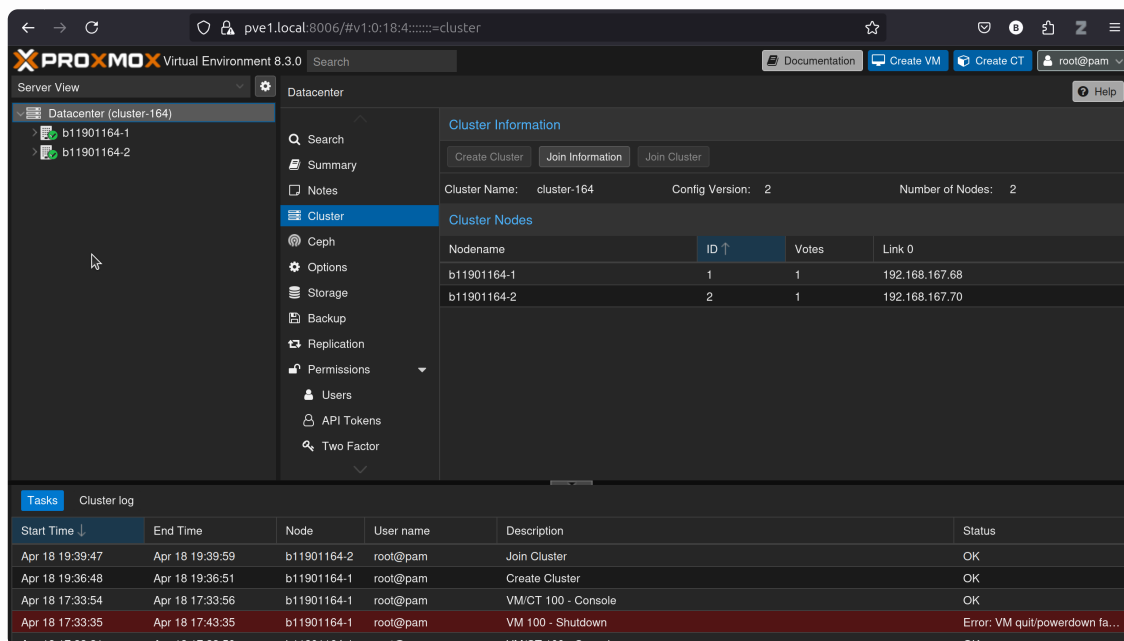 pve1.local:8006/#v1:0:18:4:::::::=cluster
PROXMOX Virtual Environment 8.3.0 Search Documentation Create VM Create CT root@pam
Server View Datacenter Help
Datacenter (cluster-164)
b11901164-1
b11901164-2
Search
Summary
Notes
Cluster
Ceph
Options
Storage
Backup
Replication
Permissions
Users
API Tokens
Two Factor
Cluster Information
Create Cluster Join Information Join Cluster
Cluster Name: cluster-164 Config Version: 2 Number of Nodes: 2
Cluster Nodes
Nodename ID↑ Votes Link 0
b11901164-1 1 1 192.168.167.68
b11901164-2 2 1 192.168.167.70
Tasks Cluster log
Start Time↓ End Time Node User name Description Status
Apr 18 19:39:47 Apr 18 19:39:59 b11901164-2 root@pam Join Cluster OK
Apr 18 19:36:48 Apr 18 19:36:51 b11901164-1 root@pam Create Cluster OK
Apr 18 17:33:54 Apr 18 17:33:56 b11901164-1 root@pam VM/CT 100 - Console OK
Apr 18 17:33:35 Apr 18 17:43:35 b11901164-1 root@pam VM 100 - Shutdown Error: VM quit/powerdown fa...